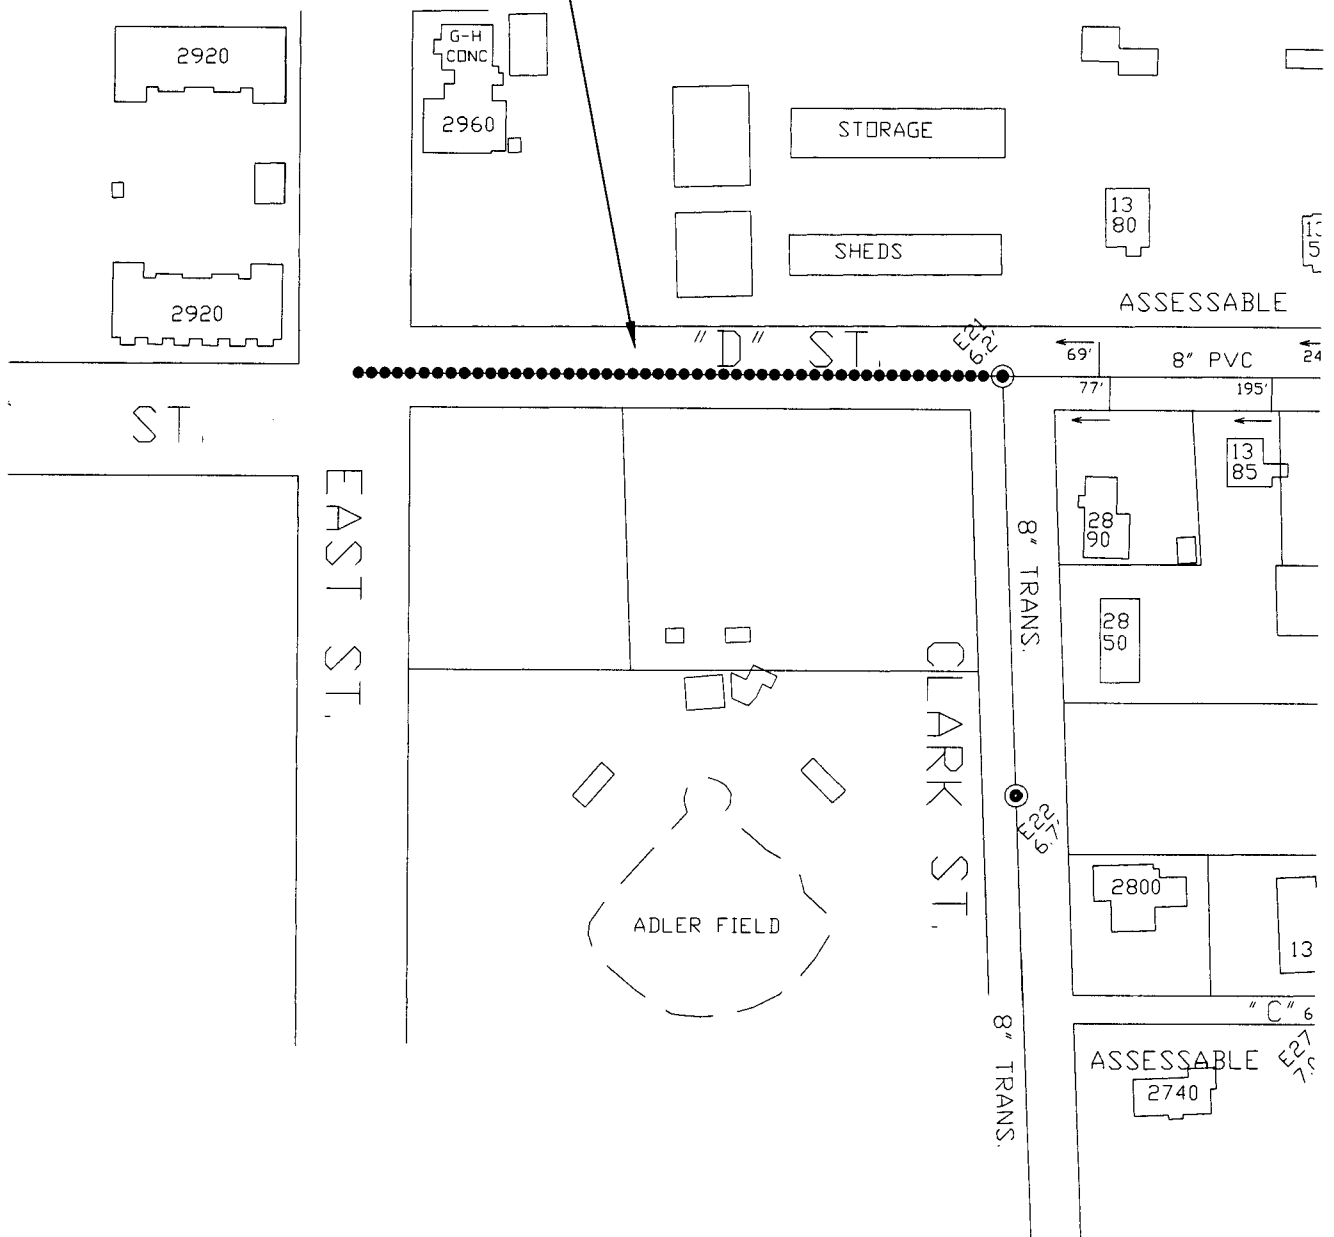 2920
G-H
CONC
2960
STORAGE
13
80
SHEDS
2920
ASSESSABLE
"D" ST.
E21
6.2'
69'
8" PVC
24
77'
195'
ST.
13
85
EAST ST.
28
90
8" TRANS.
28
50
CLARK ST.
E22
6.7'
2800
ADLER FIELD
13
"C" 6
8" TRANS.
ASSESSABLE
E27
2740